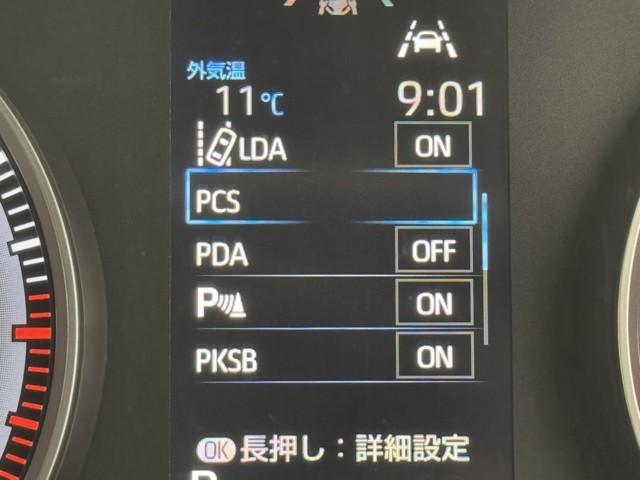 外気温
11℃ 9:01
LDA ON
PCS
PDA OFF
P ON
PKSB ON
OK 長押し：詳細設定
P